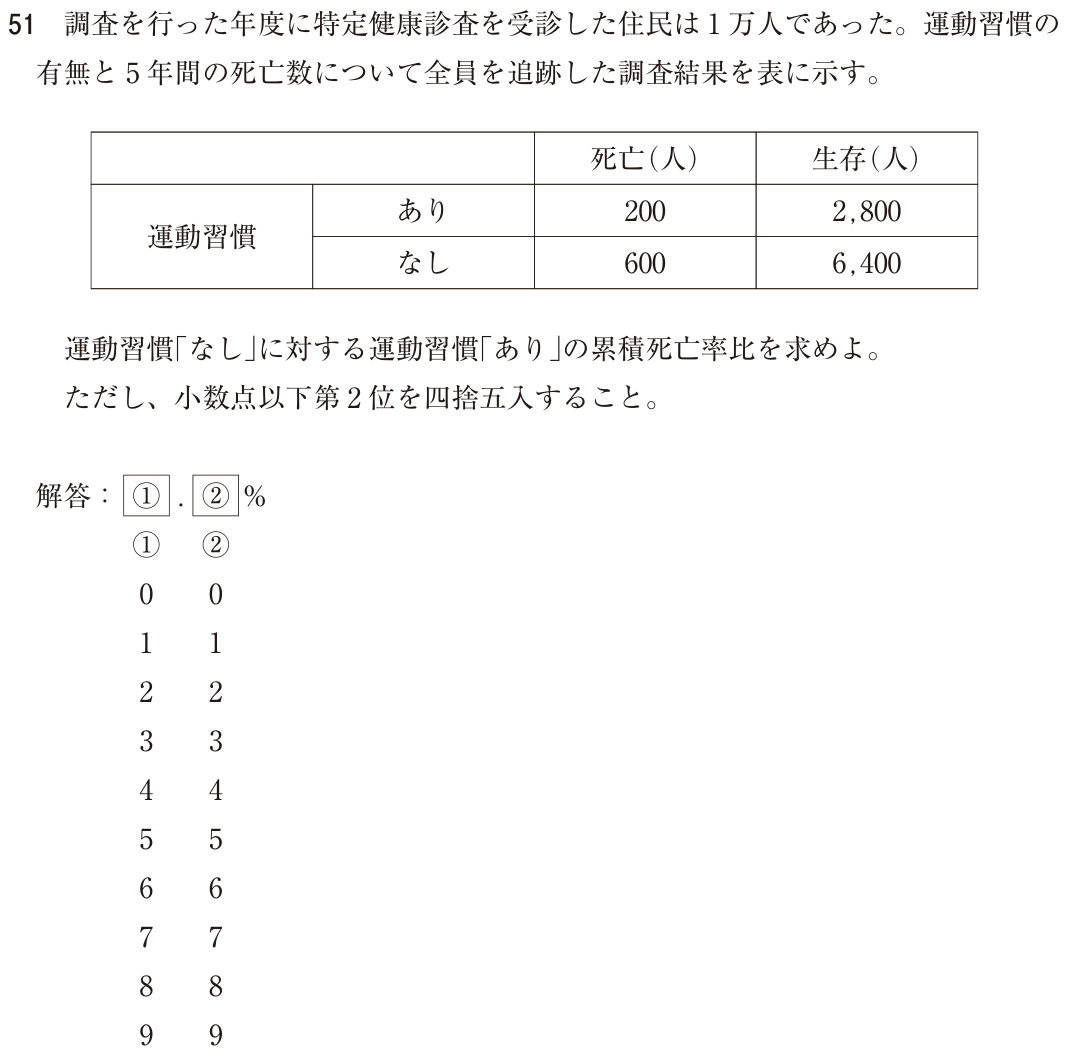 51　調査を行った年度に特定健康診査を受診した住民は1万人であった。運動習慣の
有無と5年間の死亡数について全員を追跡した調査結果を表に示す。
死亡(人)　生存(人)
運動習慣　あり　200　2,800
なし　600　6,400
運動習慣「なし」に対する運動習慣「あり」の累積死亡率比を求めよ。
ただし、小数点以下第2位を四捨五入すること。
解答：① . ② %
①　②
0　0
1　1
2　2
3　3
4　4
5　5
6　6
7　7
8　8
9　9